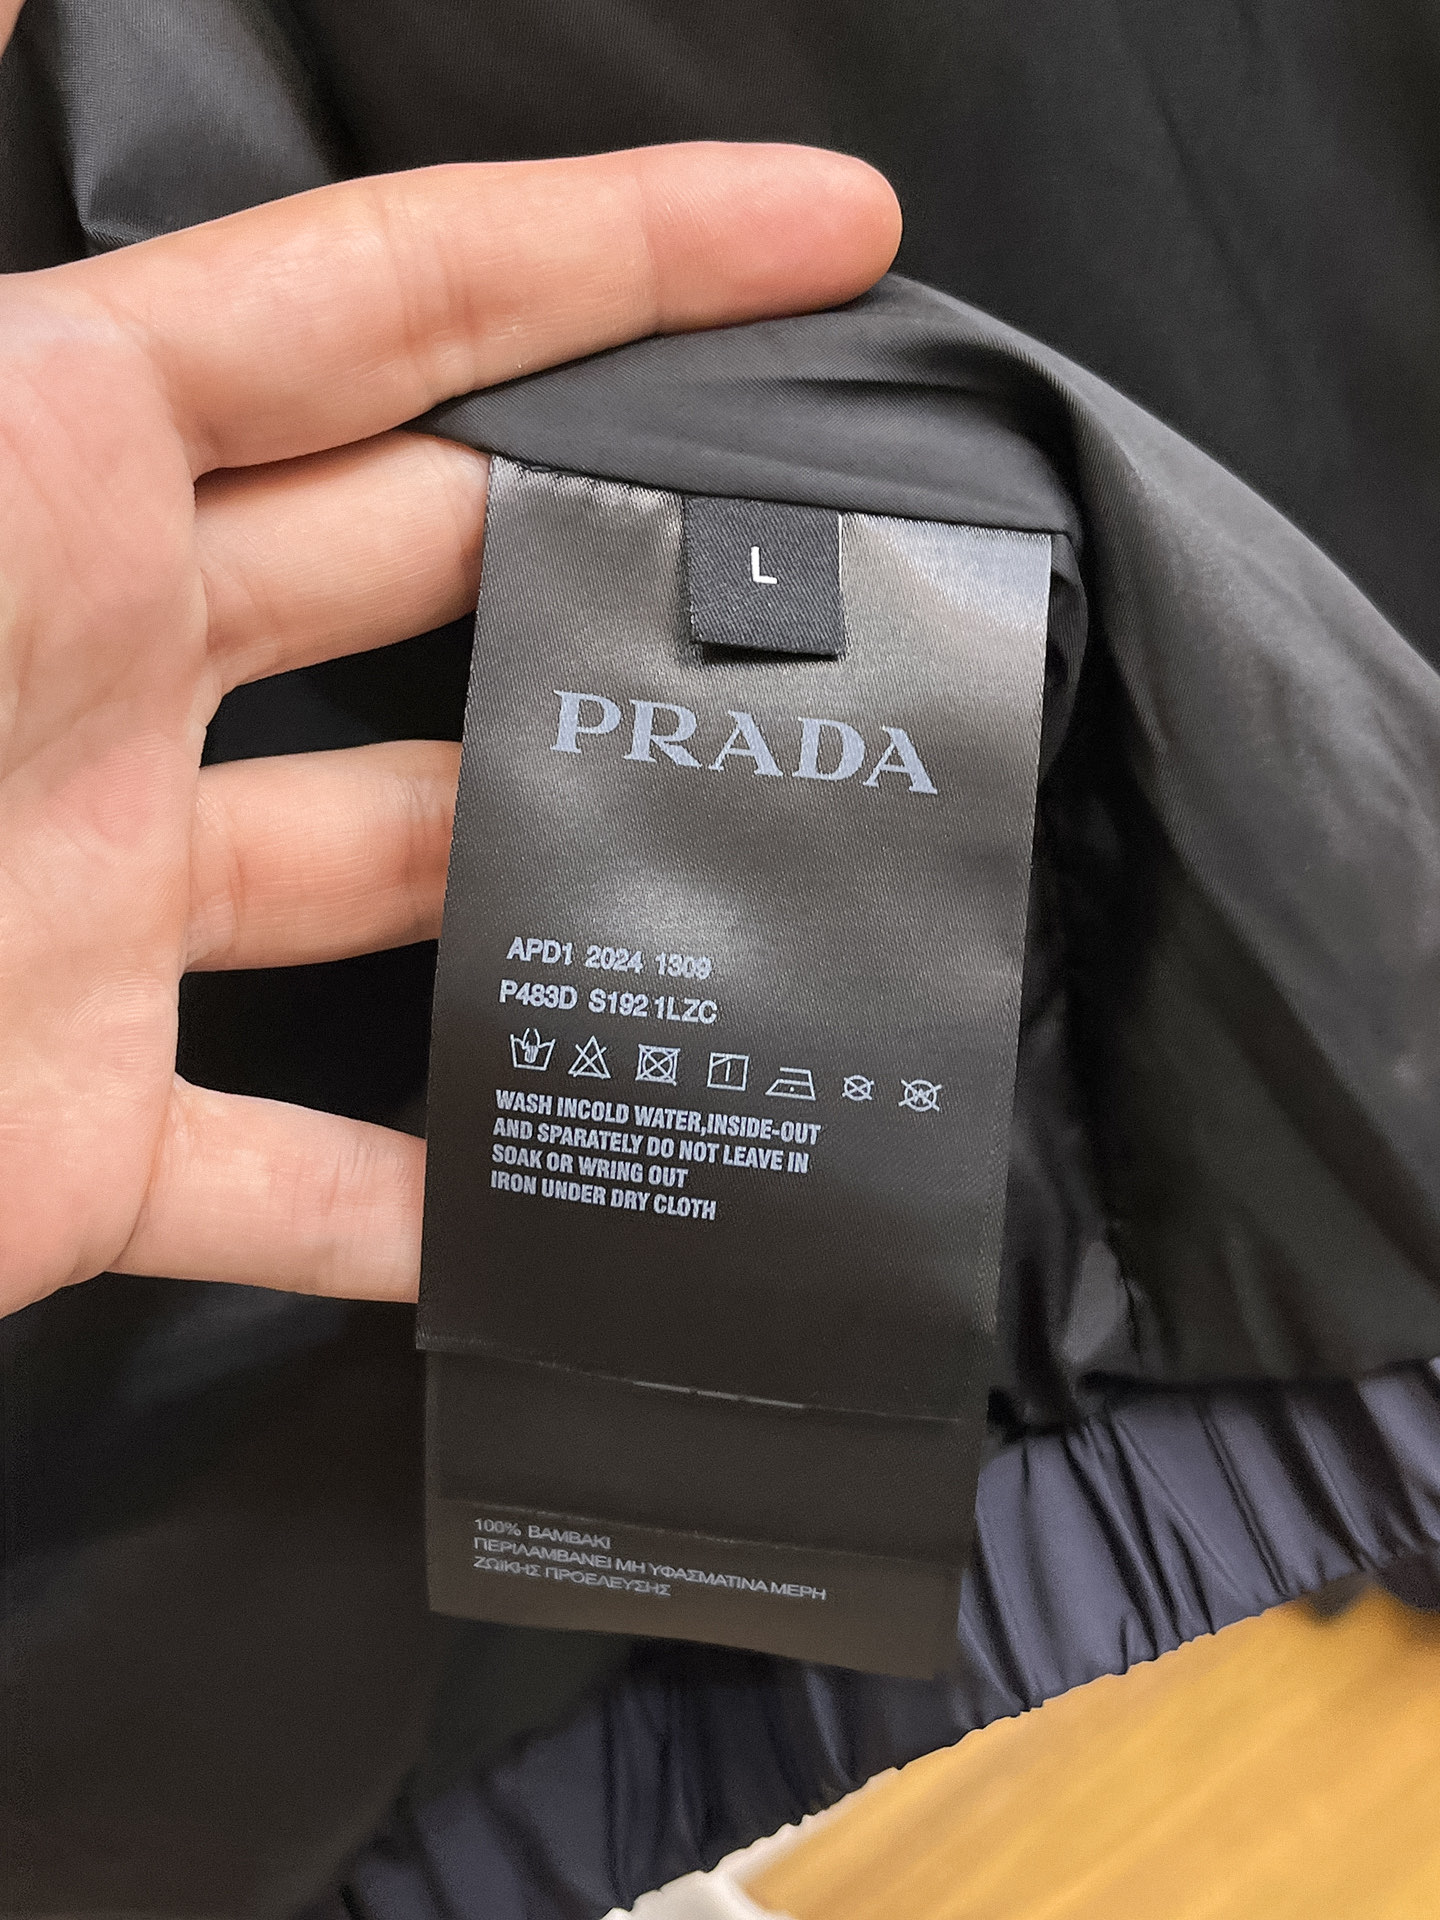 L
PRADA
APD1 2024 1309
P483D S192 1LZC
WASH INCOLD WATER,INSIDE-OUT
AND SPARATELY DO NOT LEAVE IN
SOAK OR WRING OUT
IRON UNDER DRY CLOTH
100% ΒΑΜΒΑΚΙ
ΠΕΡΙΛΑΜΒΑΝΕΙ ΜΗ ΥΦΑΣΜΑΤΙΝΑ ΜΕΡΗ
ΖΩΙΚΗΣ ΠΡΟΕΛΕΥΣΗΣ